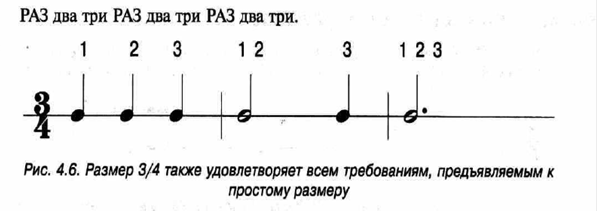 РАЗ два три РАЗ два три РАЗ два три.
1 2 3 1 2 3 1 2 3
3
4
Рис. 4.6. Размер 3/4 также удовлетворяет всем требованиям, предъявляемым к
простому размеру